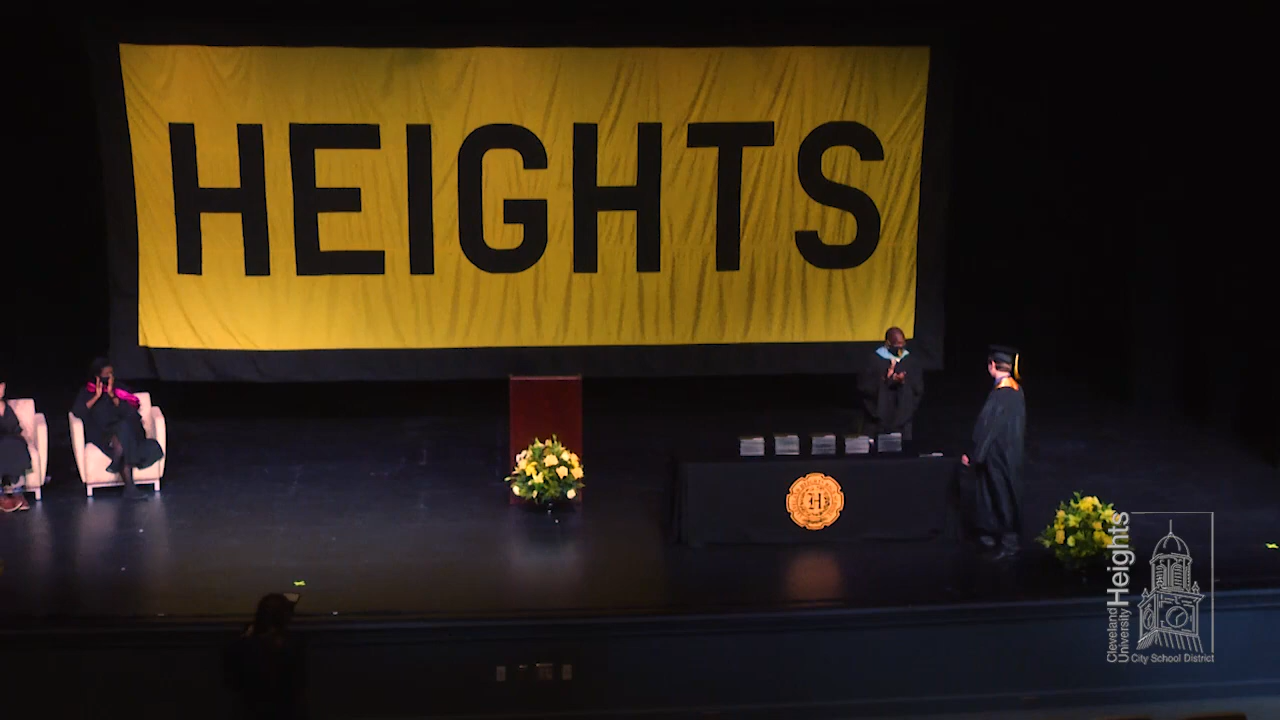 HEIGHTS
H
Cleveland
University
Heights
City School District